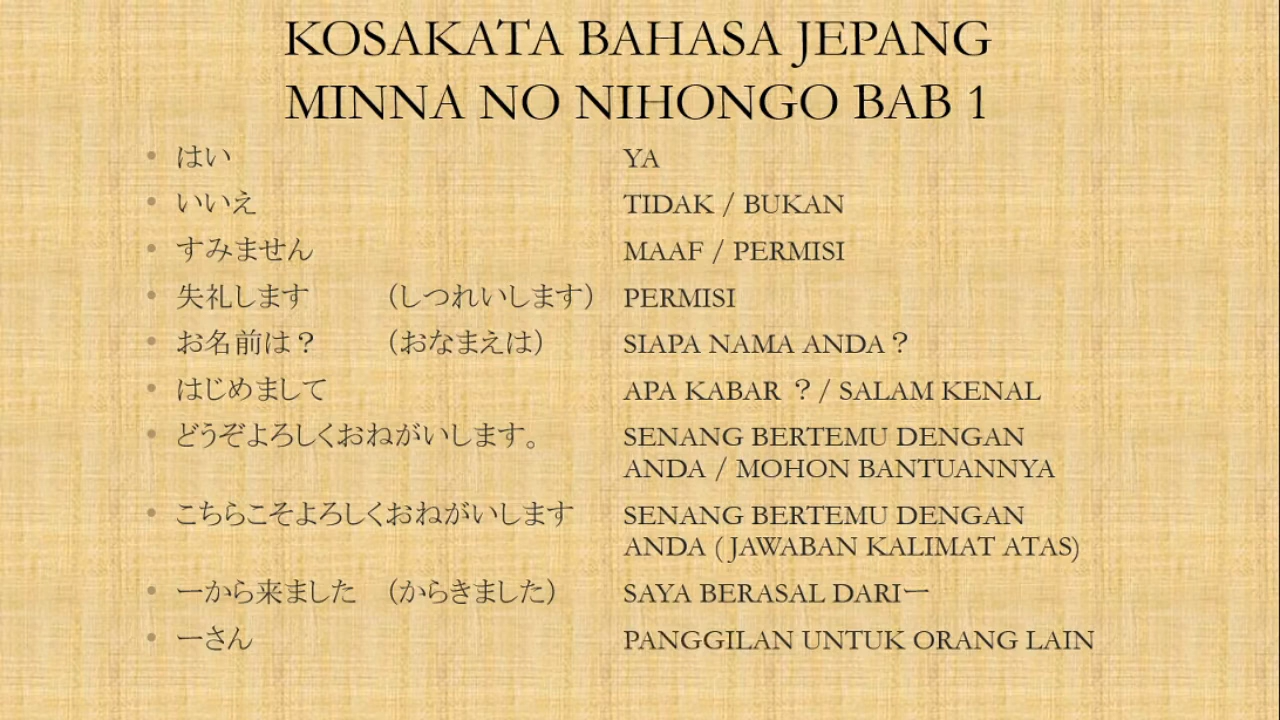 KOSAKATA BAHASA JEPANG
MINNA NO NIHONGO BAB 1
• はい YA
• いいえ TIDAK / BUKAN
• すみません MAAF / PERMISI
• 失礼します (しつれいします) PERMISI
• お名前は? (おなまえは) SIAPA NAMA ANDA?
• はじめまして APA KABAR ?/ SALAM KENAL
• どうぞよろしくおねがいします。 SENANG BERTEMU DENGAN
ANDA / MOHON BANTUANNYA
• こちらこそよろしくおねがいします SENANG BERTEMU DENGAN
ANDA ( JAWABAN KALIMAT ATAS)
• ーから来ました (からきました) SAYA BERASAL DARIー
• ーさん PANGGILAN UNTUK ORANG LAIN